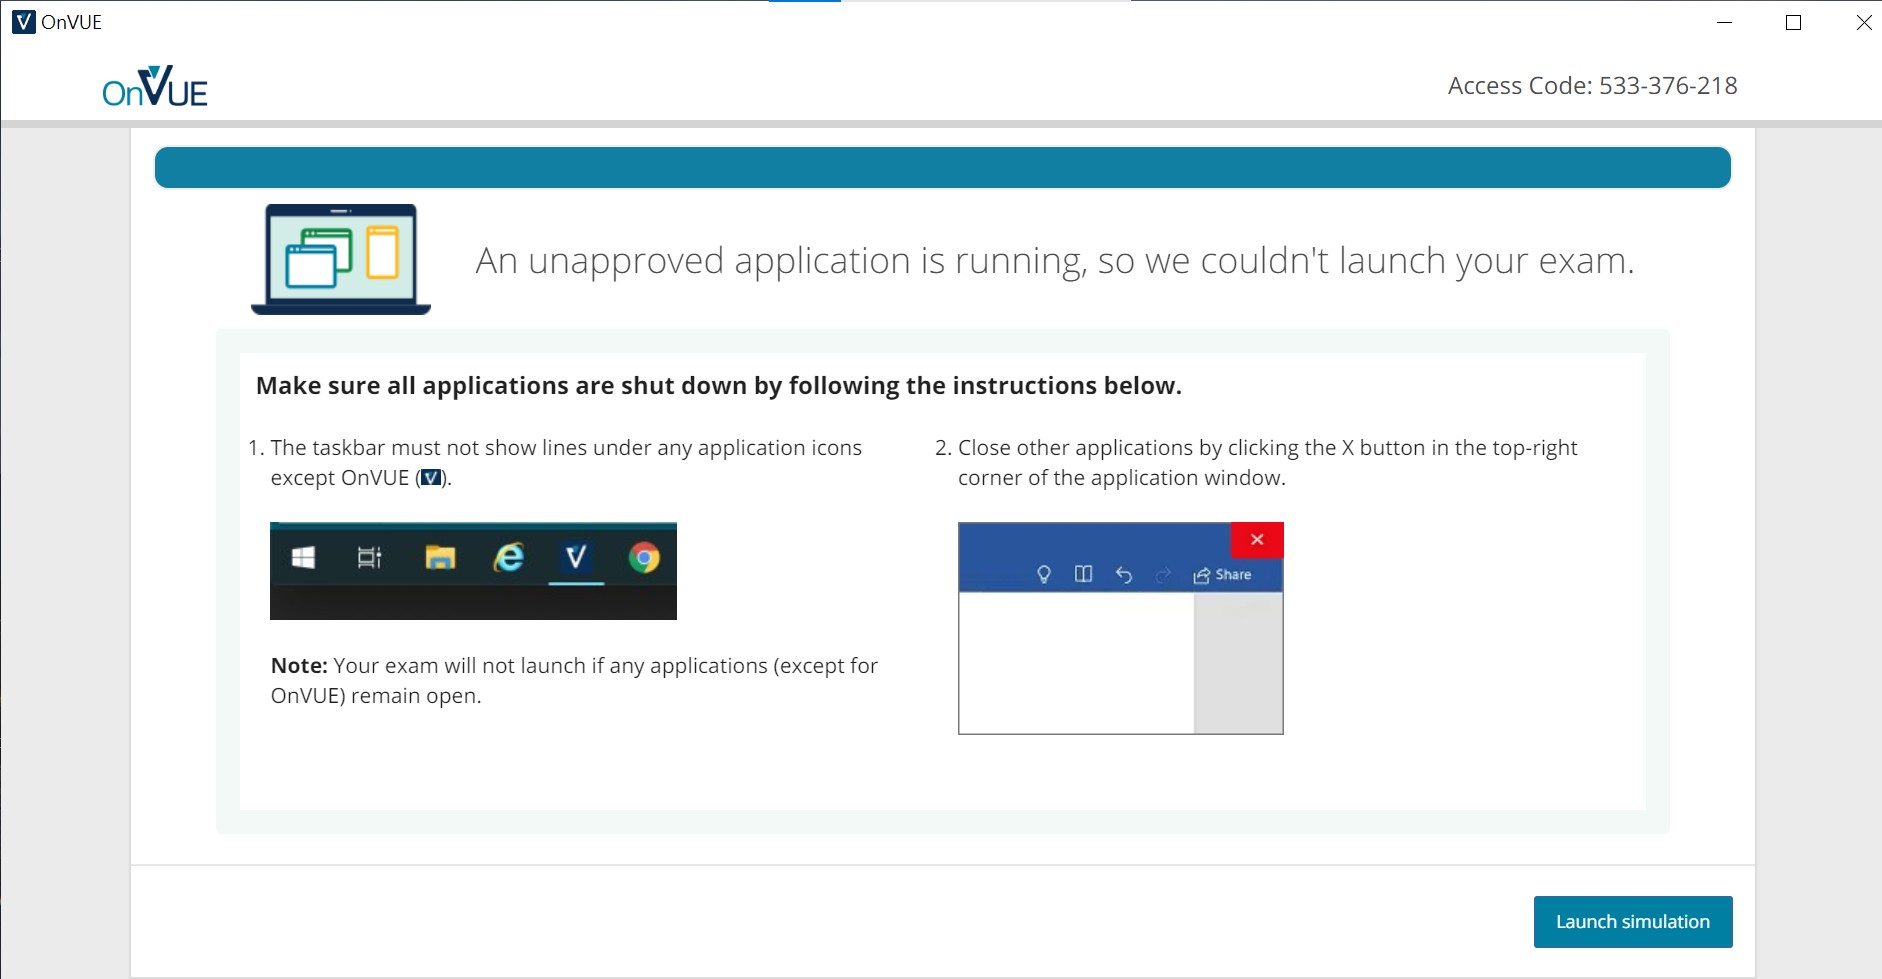 OnVUE
OnVUE
Access Code: 533-376-218
An unapproved application is running, so we couldn't launch your exam.
Make sure all applications are shut down by following the instructions below.
1. The taskbar must not show lines under any application icons
except OnVUE (V).
Note: Your exam will not launch if any applications (except for
OnVUE) remain open.
2. Close other applications by clicking the X button in the top-right
corner of the application window.
Share
Launch simulation